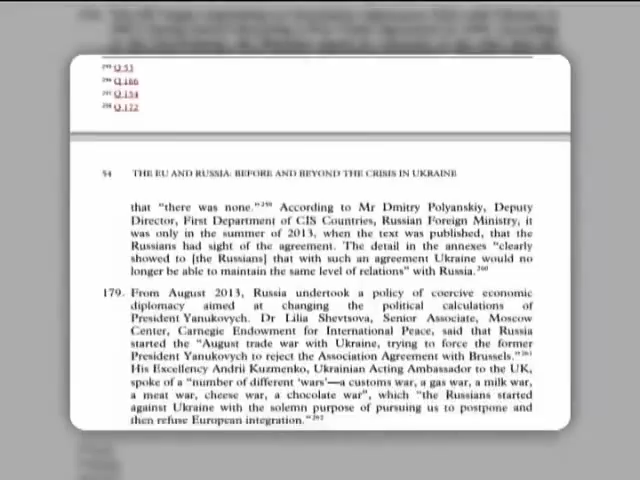 295 Q 53
296 Q 166
297 Q 154
298 Q 172
54 THE EU AND RUSSIA: BEFORE AND BEYOND THE CRISIS IN UKRAINE
that “there was none.”299 According to Mr Dmitry Polyanskiy, Deputy
Director, First Department of CIS Countries, Russian Foreign Ministry, it
was only in the summer of 2013, when the text was published, that the
Russians had sight of the agreement. The detail in the annexes “clearly
showed to [the Russians] that with such an agreement Ukraine would no
longer be able to maintain the same level of relations” with Russia.300
179. From August 2013, Russia undertook a policy of coercive economic
diplomacy aimed at changing the political calculations of
President Yanukovych. Dr Lilia Shevtsova, Senior Associate, Moscow
Center, Carnegie Endowment for International Peace, said that Russia
started the “August trade war with Ukraine, trying to force the former
President Yanukovych to reject the Association Agreement with Brussels.”301
His Excellency Andrii Kuzmenko, Ukrainian Acting Ambassador to the UK,
spoke of a “number of different ‘wars’—a customs war, a gas war, a milk war,
a meat war, cheese war, a chocolate war”, which “the Russians started
against Ukraine with the solemn purpose of pursuing us to postpone and
then refuse European integration.”302